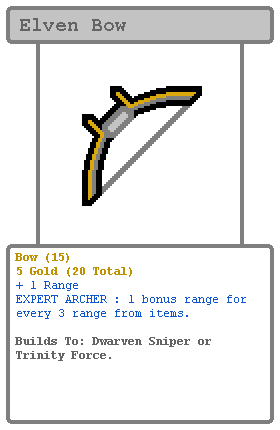 Elven Bow
Bow (15)
5 Gold (20 Total)
+ 1 Range
EXPERT ARCHER : 1 bonus range for
every 3 range from items.
Builds To: Dwarven Sniper or
Trinity Force.